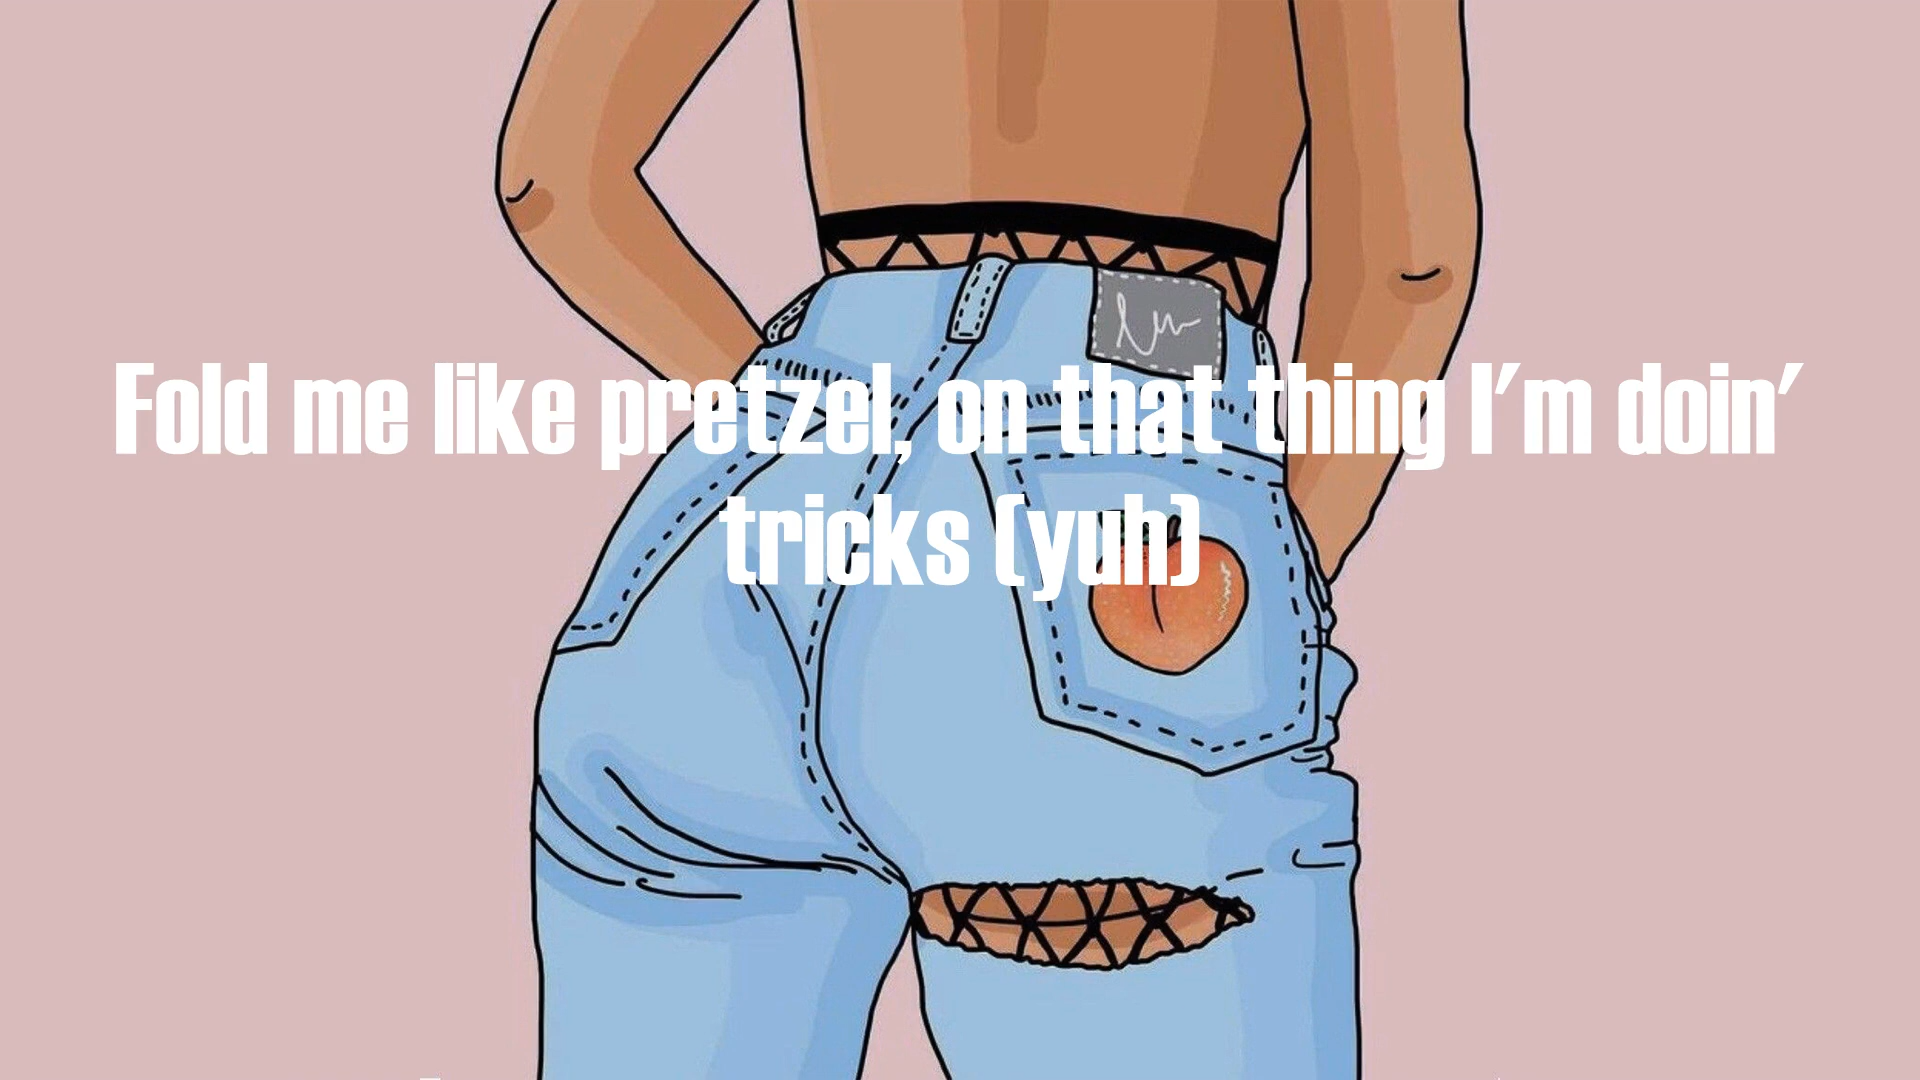 Fold me like pretzel, on that thing I'm doin'
tricks (yuh)